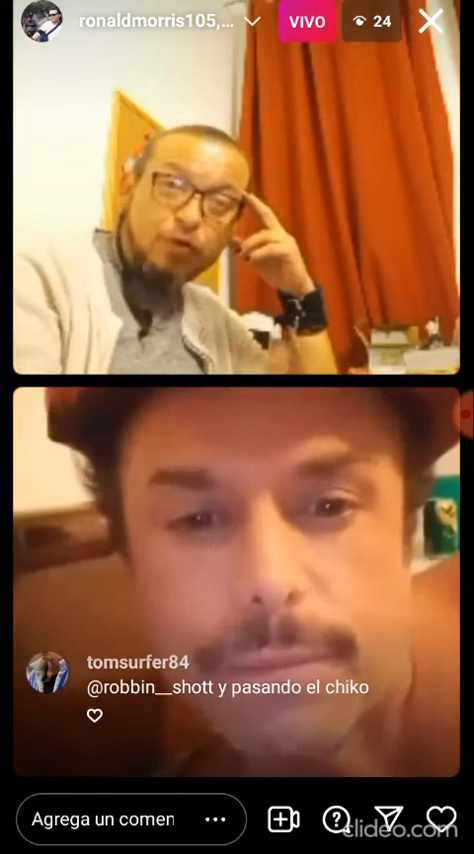 ronaldmorris105,...
VIVO
24
tomsurfer84
@robbin__shott y pasando el chiko
Agrega un comen
clideo.com